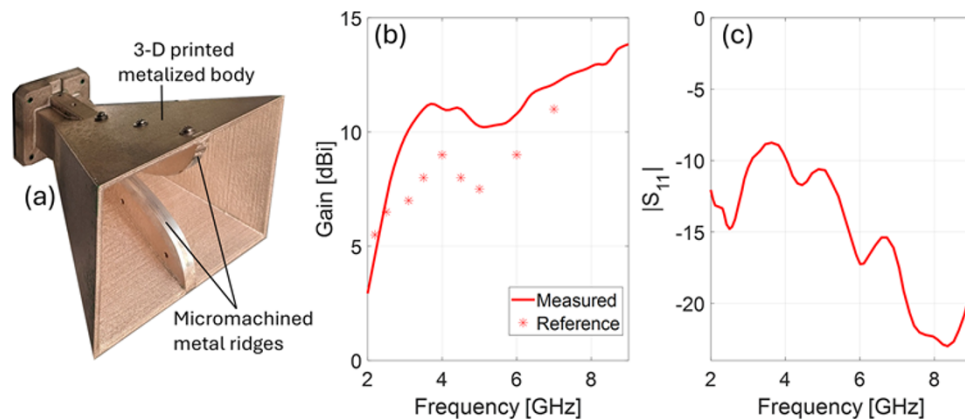 3-D printed
metalized body
(a)
Micromachined
metal ridges
(b)
Gain [dBi]
15
10
5
0
Measured
Reference
2
4
6
8
Frequency [GHz]
(c)
|S11|
0
-5
-10
-15
-20
2
4
6
8
Frequency [GHz]